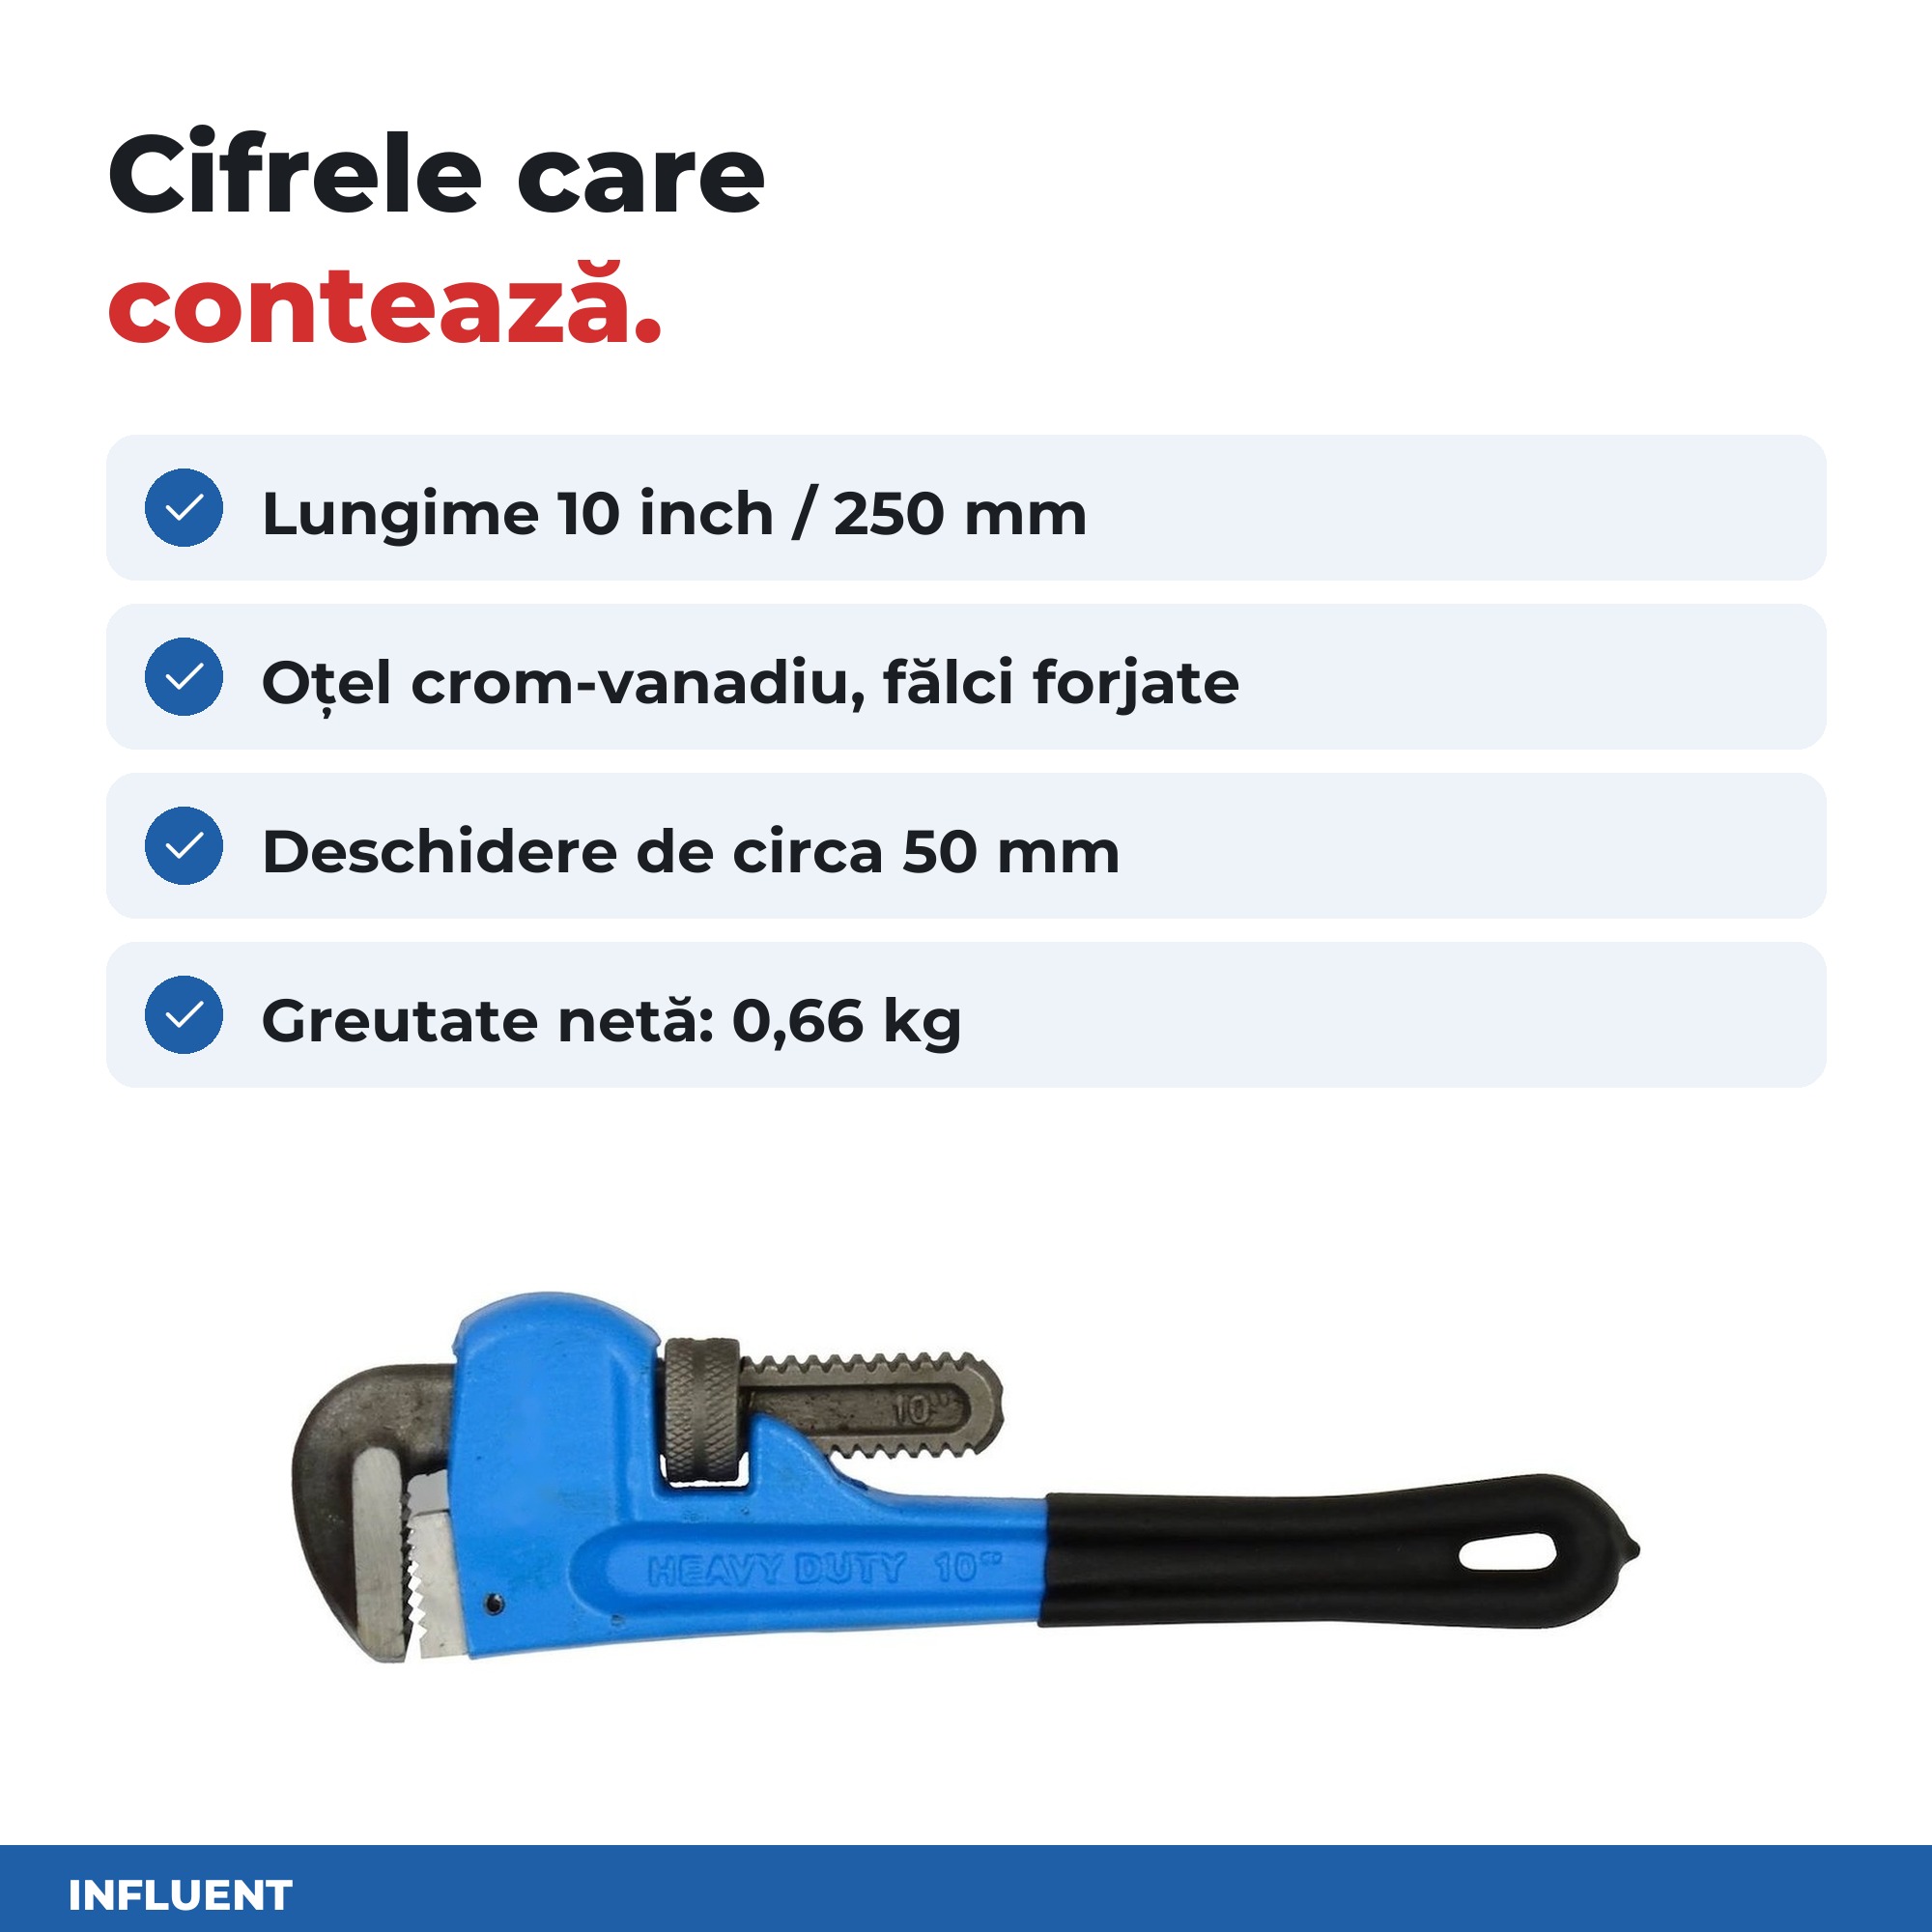 Cifrele care
contează.
Lungime 10 inch / 250 mm
Oțel crom-vanadiu, fălci forjate
Deschidere de circa 50 mm
Greutate netă: 0,66 kg
10"
HEAVY DUTY 10"
INFLUENT